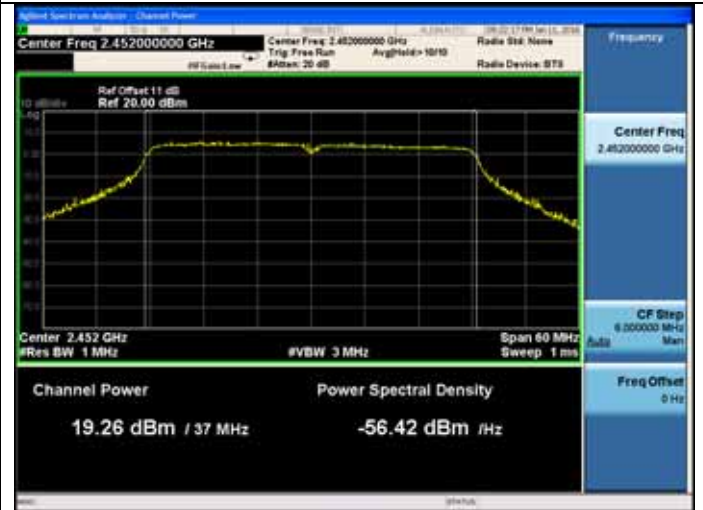 Agilent Spectrum Analyzer - Channel Power
Center Freq 2.452000000 GHz
Center Freq: 2.452000000 GHz
Radio Std: None
Trig: Free Run
Avg|Hold:>10/10
#IFGain:Low
#Atten: 20 dB
Radio Device: BTS
Ref Offset 11 dB
10 dB/div
Ref 20.00 dBm
Log
Center 2.452 GHz
Span 60 MHz
#Res BW 1 MHz
#VBW 3 MHz
Sweep 1 ms
Channel Power
Power Spectral Density
19.26 dBm / 37 MHz
-56.42 dBm /Hz
Frequency
Center Freq
2.452000000 GHz
CF Step
6.000000 MHz
Auto
Man
Freq Offset
0 Hz
MSG
STATUS